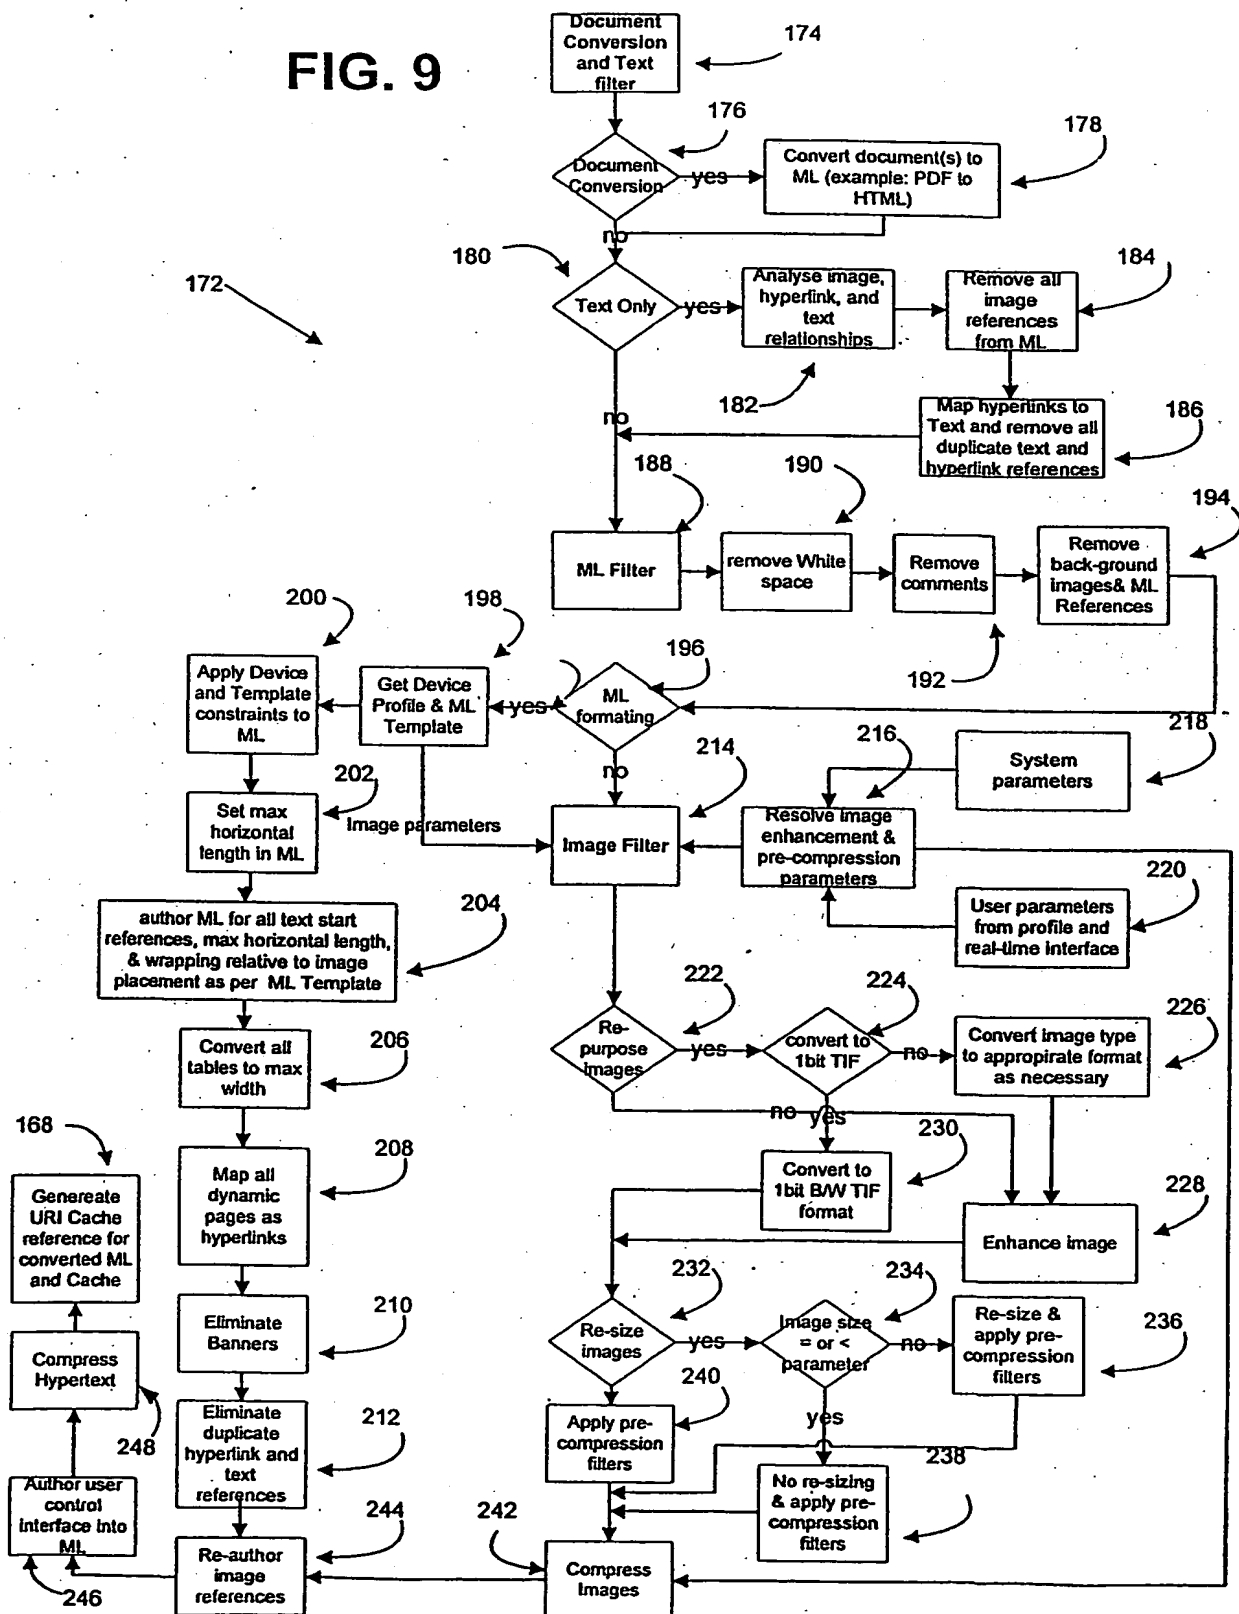 FIG. 9
Document
Conversion
and Text
filter
174
176
Document
Conversion
yes
Convert document(s) to
ML (example: PDF to
HTML)
178
no
180
172
Text Only
yes
Analyse image,
hyperlink, and
text
relationships
182
Remove all
image
references
from ML
184
no
Map hyperlinks to
Text and remove all
duplicate text and
hyperlink references
186
188
ML Filter
190
remove White
space
Remove
comments
192
Remove
back-ground
images& ML
References
194
200
Apply Device
and Template
constraints to
ML
198
Get Device
Profile & ML
Template
yes
ML
formating
196
no
214
216
System
parameters
218
202
Set max
horizontal
length in ML
Image parameters
Image Filter
Resolve image
enhancement &
pre-compression
parameters
User parameters
from profile and
real-time interface
220
author ML for all text start
references, max horizontal length,
& wrapping relative to image
placement as per ML Template
204
222
Re-
purpose
images
yes
224
convert to
1bit TIF
no
Convert image type
to appropirate format
as necessary
226
no
yes
Convert all
tables to max
width
206
230
Convert to
1bit B/W TIF
format
Enhance image
228
168
Genereate
URI Cache
reference for
converted ML
and Cache
Map all
dynamic
pages as
hyperlinks
208
Eliminate
Banners
210
232
Re-size
images
yes
234
Image size
= or <
parameter
no
Re-size &
apply pre-
compression
filters
236
Compress
Hypertext
248
240
Apply pre-
compression
filters
yes
Eliminate
duplicate
hyperlink and
text
references
212
238
No re-sizing
& apply pre-
compression
filters
Author user
control
interface into
ML
246
244
Re-author
image
references
242
Compress
Images